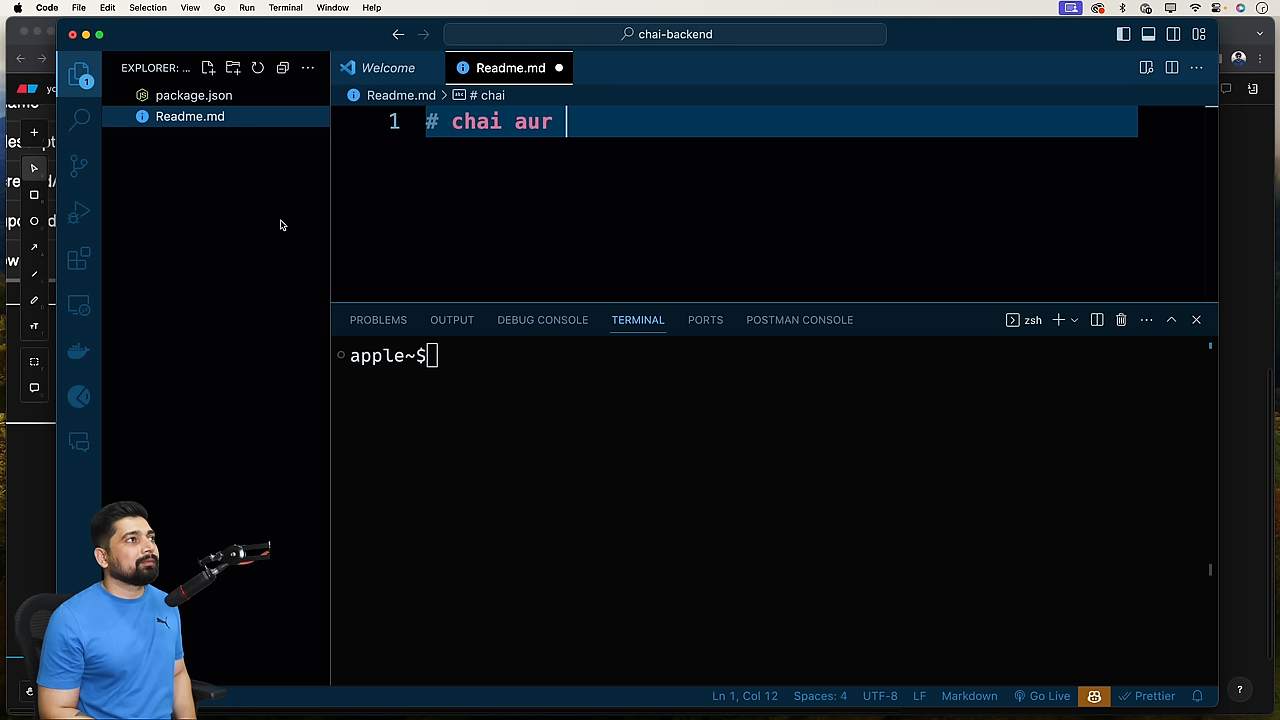 Code File Edit Selection View Go Run Terminal Window Help
chai-backend
EXPLORER: ...
Welcome
Readme.md
package.json
Readme.md > # chai
Readme.md
1 # chai aur
PROBLEMS OUTPUT DEBUG CONSOLE TERMINAL PORTS POSTMAN CONSOLE
zsh
apple~$
Ln 1, Col 12 Spaces: 4 UTF-8 LF Markdown Go Live Prettier